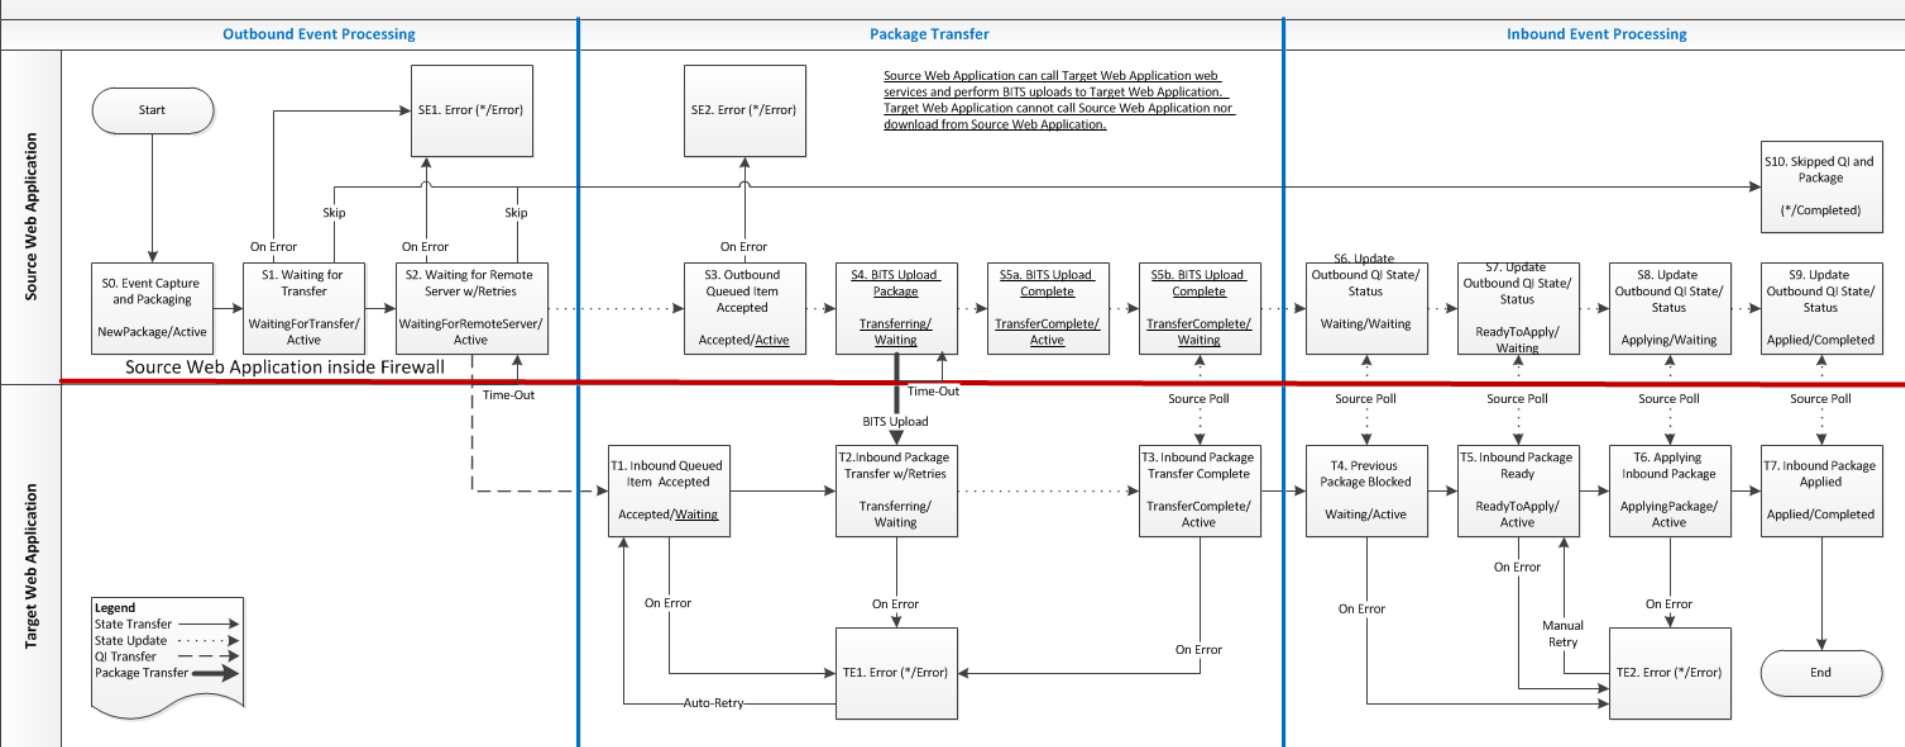 Outbound Event Processing
Package Transfer
Inbound Event Processing
Source Web Application
Start
SE1. Error (*/Error)
SE2. Error (*/Error)
Source Web Application can call Target Web Application web
services and perform BITS uploads to Target Web Application.
Target Web Application cannot call Source Web Application nor
download from Source Web Application.
S10. Skipped QI and
Package
(*/Completed)
Skip
Skip
On Error
On Error
On Error
S0. Event Capture
and Packaging
NewPackage/Active
S1. Waiting for
Transfer
WaitingForTransfer/
Active
S2. Waiting for Remote
Server w/Retries
WaitingForRemoteServer/
Active
S3. Outbound
Queued Item
Accepted
Accepted/Active
S4. BITS Upload
Package
Transferring/
Waiting
S5a. BITS Upload
Complete
TransferComplete/
Active
S5b. BITS Upload
Complete
TransferComplete/
Waiting
S6. Update
Outbound QI State/
Status
Waiting/Waiting
S7. Update
Outbound QI State/
Status
ReadyToApply/
Waiting
S8. Update
Outbound QI State/
Status
Applying/Waiting
S9. Update
Outbound QI State/
Status
Applied/Completed
Source Web Application inside Firewall
Target Web Application
Time-Out
Time-Out
BITS Upload
Source Poll
Source Poll
Source Poll
Source Poll
Source Poll
T1. Inbound Queued
Item Accepted
Accepted/Waiting
T2.Inbound Package
Transfer w/Retries
Transferring/
Waiting
T3. Inbound Package
Transfer Complete
TransferComplete/
Active
T4. Previous
Package Blocked
Waiting/Active
T5. Inbound Package
Ready
ReadyToApply/
Active
T6. Applying
Inbound Package
ApplyingPackage/
Active
T7. Inbound Package
Applied
Applied/Completed
On Error
On Error
On Error
On Error
On Error
On Error
Manual
Retry
Auto-Retry
TE1. Error (*/Error)
TE2. Error (*/Error)
End
Legend
State Transfer
State Update
QI Transfer
Package Transfer